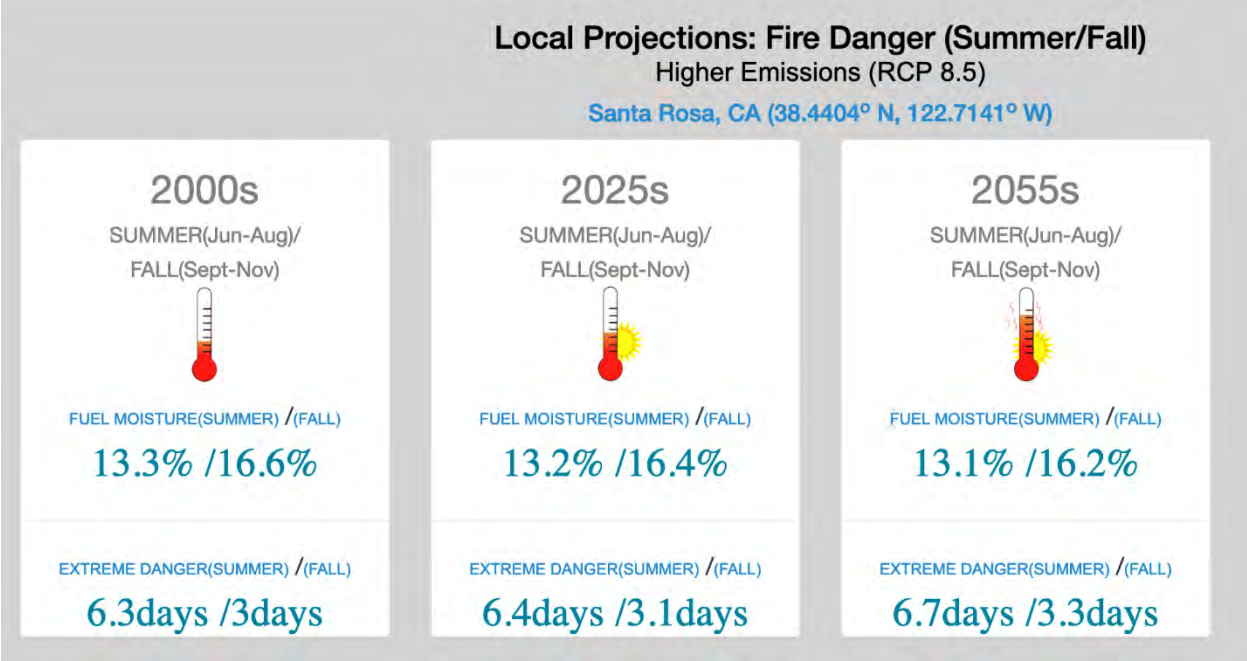 Local Projections: Fire Danger (Summer/Fall)
Higher Emissions (RCP 8.5)
Santa Rosa, CA (38.4404º N, 122.7141º W)
2000s
SUMMER(Jun-Aug)/
FALL(Sept-Nov)
FUEL MOISTURE(SUMMER) /(FALL)
13.3% /16.6%
EXTREME DANGER(SUMMER) /(FALL)
6.3days /3days
2025s
SUMMER(Jun-Aug)/
FALL(Sept-Nov)
FUEL MOISTURE(SUMMER) /(FALL)
13.2% /16.4%
EXTREME DANGER(SUMMER) /(FALL)
6.4days /3.1days
2055s
SUMMER(Jun-Aug)/
FALL(Sept-Nov)
FUEL MOISTURE(SUMMER) /(FALL)
13.1% /16.2%
EXTREME DANGER(SUMMER) /(FALL)
6.7days /3.3days